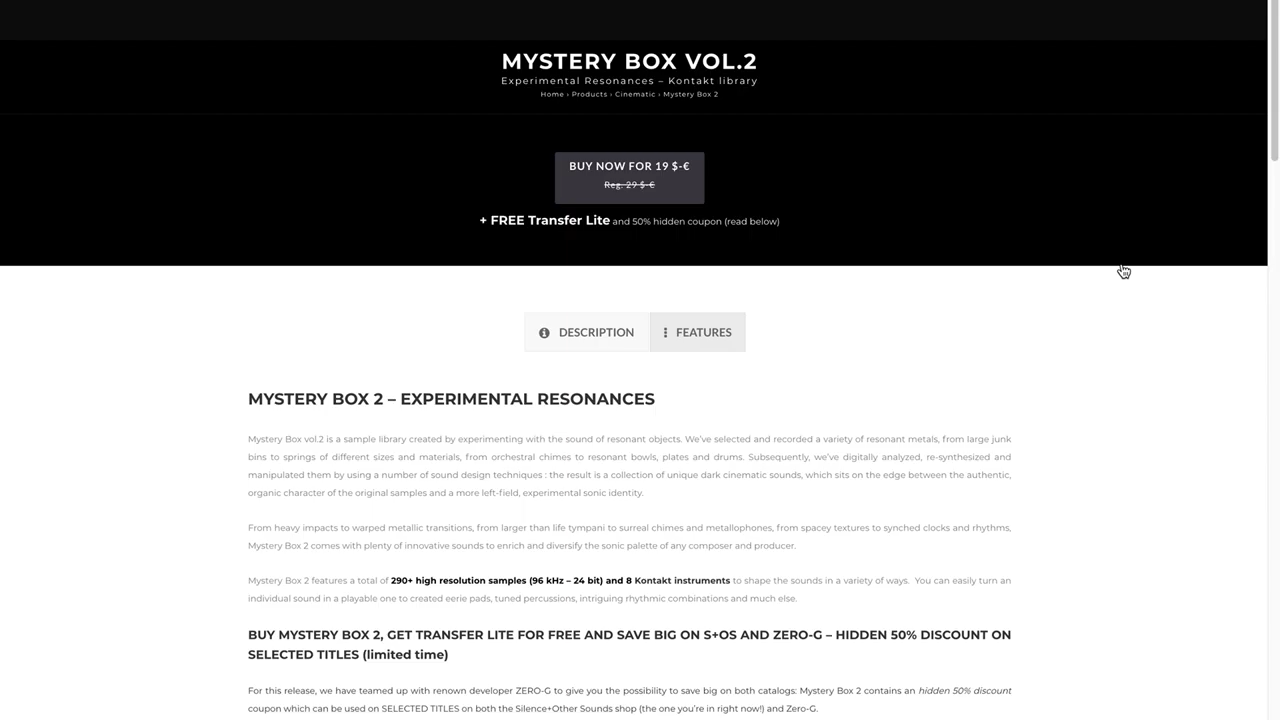 MYSTERY BOX VOL.2
Experimental Resonances – Kontakt library
Home › Products › Cinematic › Mystery Box 2
BUY NOW FOR 19 $-€
Reg. 29 $-€
+ FREE Transfer Lite and 50% hidden coupon (read below)
DESCRIPTION
FEATURES
MYSTERY BOX 2 – EXPERIMENTAL RESONANCES
Mystery Box vol.2 is a sample library created by experimenting with the sound of resonant objects. We've selected and recorded a variety of resonant metals, from large junk
bins to springs of different sizes and materials, from orchestral chimes to resonant bowls, plates and drums. Subsequently, we've digitally analyzed, re-synthesized and
manipulated them by using a number of sound design techniques : the result is a collection of unique dark cinematic sounds, which sits on the edge between the authentic,
organic character of the original samples and a more left-field, experimental sonic identity.
From heavy impacts to warped metallic transitions, from larger than life tympani to surreal chimes and metallophones, from spacey textures to synched clocks and rhythms,
Mystery Box 2 comes with plenty of innovative sounds to enrich and diversify the sonic palette of any composer and producer.
Mystery Box 2 features a total of 290+ high resolution samples (96 kHz – 24 bit) and 8 Kontakt instruments to shape the sounds in a variety of ways. You can easily turn an
individual sound in a playable one to created eerie pads, tuned percussions, intriguing rhythmic combinations and much else.
BUY MYSTERY BOX 2, GET TRANSFER LITE FOR FREE AND SAVE BIG ON S+OS AND ZERO-G – HIDDEN 50% DISCOUNT ON
SELECTED TITLES (limited time)
For this release, we have teamed up with renown developer ZERO-G to give you the possibility to save big on both catalogs: Mystery Box 2 contains an hidden 50% discount
coupon which can be used on SELECTED TITLES on both the Silence+Other Sounds shop (the one you're in right now!) and Zero-G.